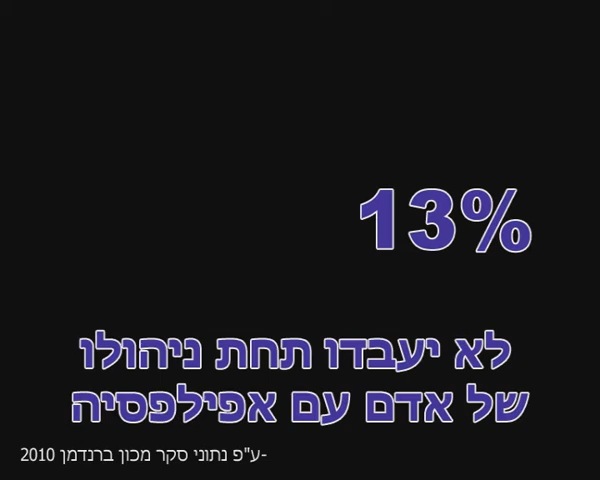 13%
לא יעבדו תחת ניהולו
של אדם עם אפילפסיה
-ע"פ נתוני סקר מכון ברנדמן 2010